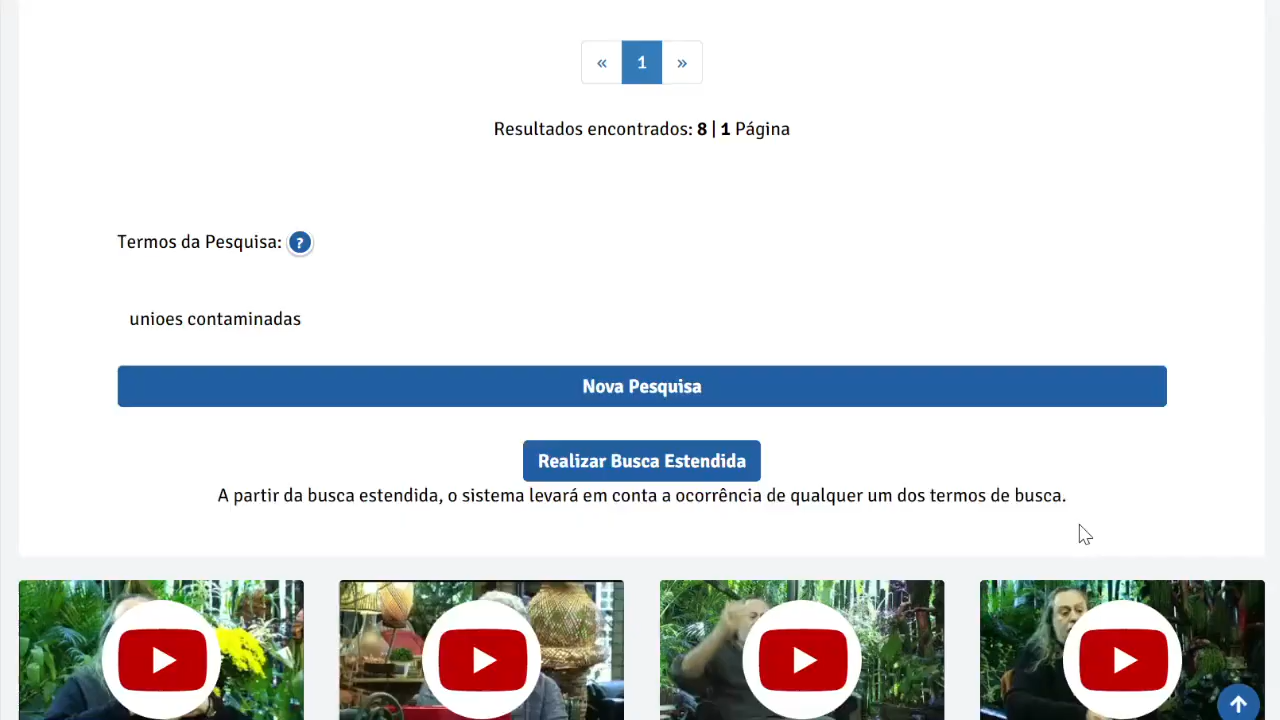 « 1 »
Resultados encontrados: 8 | 1 Página
Termos da Pesquisa: ?
unioes contaminadas
Nova Pesquisa
Realizar Busca Estendida
A partir da busca estendida, o sistema levará em conta a ocorrência de qualquer um dos termos de busca.